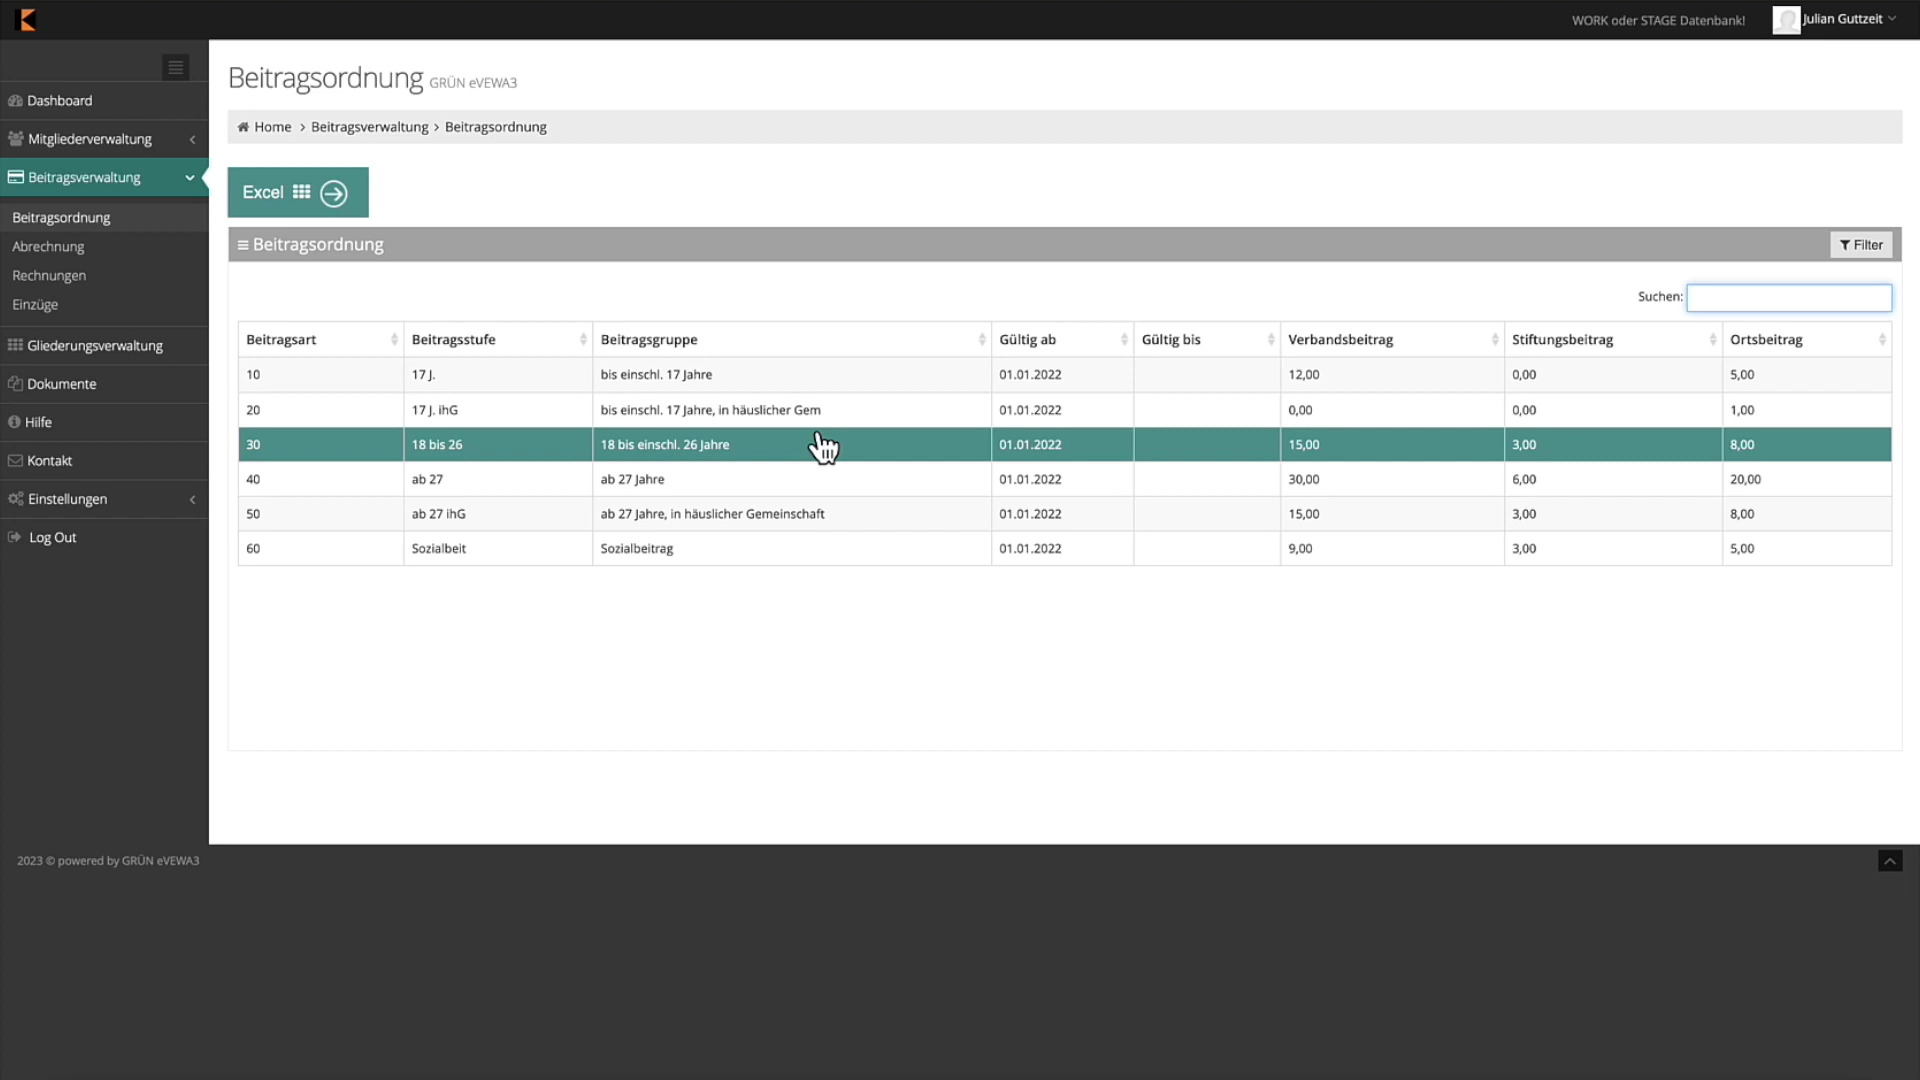 WORK oder STAGE Datenbank!
Julian Guttzeit
Dashboard
Mitgliederverwaltung
Beitragsverwaltung
Beitragsordnung
Abrechnung
Rechnungen
Einzüge
Gliederungsverwaltung
Dokumente
Hilfe
Kontakt
Einstellungen
Log Out
2023 © powered by GRÜN eVEWA3
Beitragsordnung GRÜN eVEWA3
Home > Beitragsverwaltung > Beitragsordnung
Excel
Beitragsordnung
Filter
Suchen:
Beitragsart Beitragsstufe Beitragsgruppe Gültig ab Gültig bis Verbandsbeitrag Stiftungsbeitrag Ortsbeitrag
10 17 J. bis einschl. 17 Jahre 01.01.2022 12,00 0,00 5,00
20 17 J. ihG bis einschl. 17 Jahre, in häuslicher Gem 01.01.2022 0,00 0,00 1,00
30 18 bis 26 18 bis einschl. 26 Jahre 01.01.2022 15,00 3,00 8,00
40 ab 27 ab 27 Jahre 01.01.2022 30,00 6,00 20,00
50 ab 27 ihG ab 27 Jahre, in häuslicher Gemeinschaft 01.01.2022 15,00 3,00 8,00
60 Sozialbeit Sozialbeitrag 01.01.2022 9,00 3,00 5,00